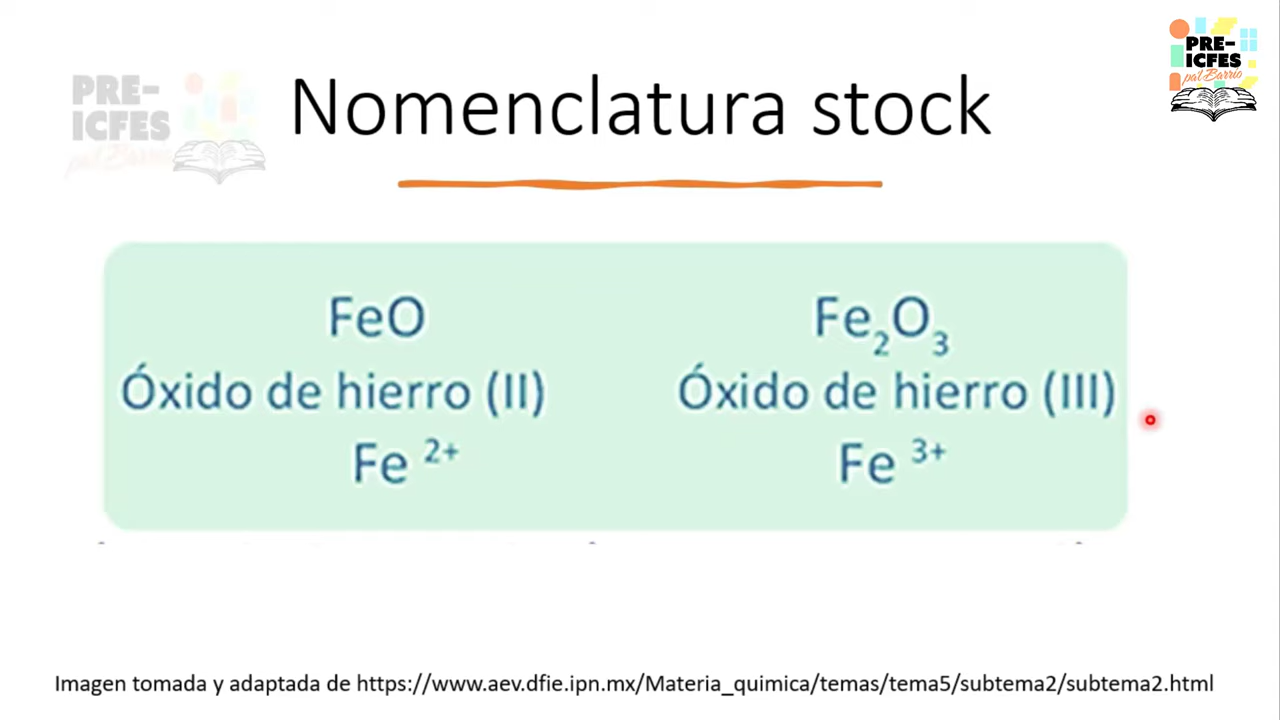 PRE-
ICFES
pa'l Barrio
PRE-
ICFES
pa'l Barrio
Nomenclatura stock
FeO
Fe₂O₃
Óxido de hierro (II)
Óxido de hierro (III)
Fe ²⁺
Fe ³⁺
Imagen tomada y adaptada de https://www.aev.dfie.ipn.mx/Materia_quimica/temas/tema5/subtema2/subtema2.html